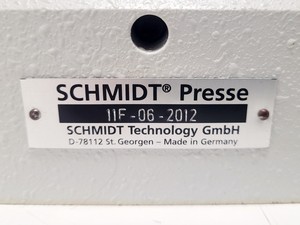 SCHMIDT® Presse
11F-06-2012
SCHMIDT Technology GmbH
D-78112 St. Georgen – Made in Germany